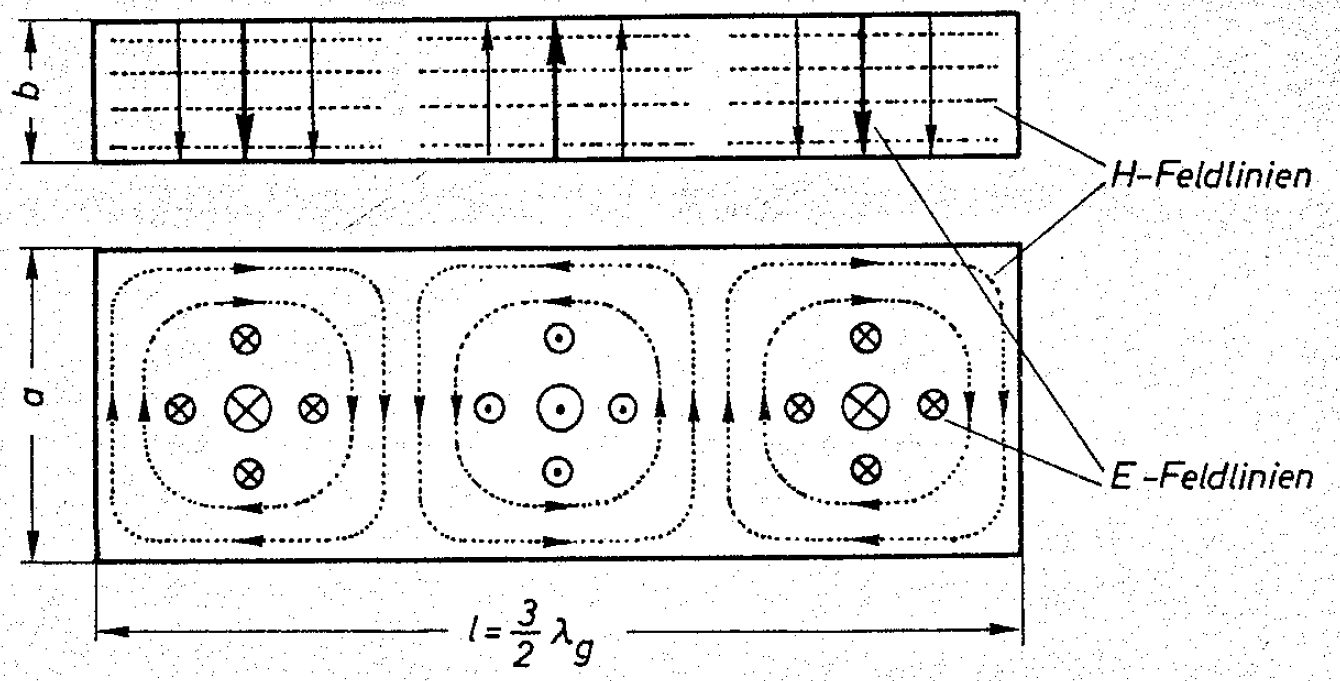 b
H-Feldlinien
a
E-Feldlinien
l = 3/2 λg